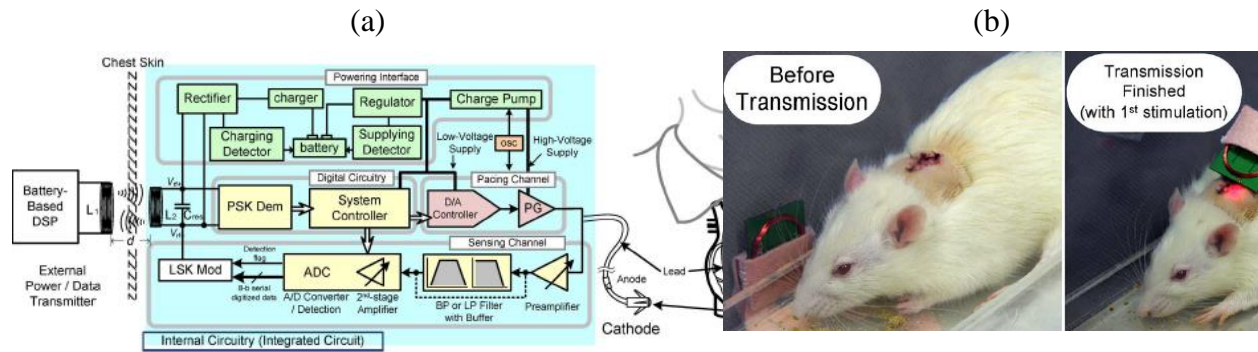 (a)
(b)
Chest Skin
Powering Interface
Rectifier
charger
Regulator
Charge Pump
Charging
Detector
battery
Supplying
Detector
Low-Voltage
Supply
osc
High-Voltage
Supply
Battery-
Based
DSP
L1
L2
Cres
d
Digital Circuitry
Pacing Channel
PSK Dem
System
Controller
D/A
Controller
PG
Sensing Channel
External
Power / Data
Transmitter
LSK Mod
Detection
flag
8-b serial
digitized data
ADC
A/D Converter
/ Detection
2nd-stage
Amplifier
BP or LP Filter
with Buffer
Preamplifier
Anode
Lead
Cathode
Internal Circuitry (Integrated Circuit)
Before
Transmission
Transmission
Finished
(with 1st stimulation)